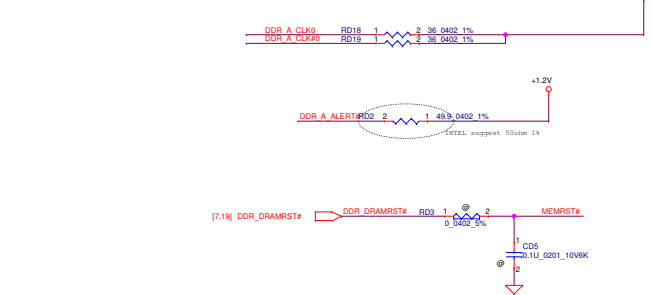 DDR_A_CLK0 RD18 1 2 36_0402_1%
DDR_A_CLK#0 RD19 1 2 36_0402_1%
+1.2V
DDR_A_ALERT# RD2 2 1 49.9_0402_1%
INTEL suggest 50ohm 1%
[7,19] DDR_DRAMRST# DDR_DRAMRST# RD3 1 @ 2 MEMRST#
0_0402_5%
1
CD5
0.1U_0201_10V6K
@
2